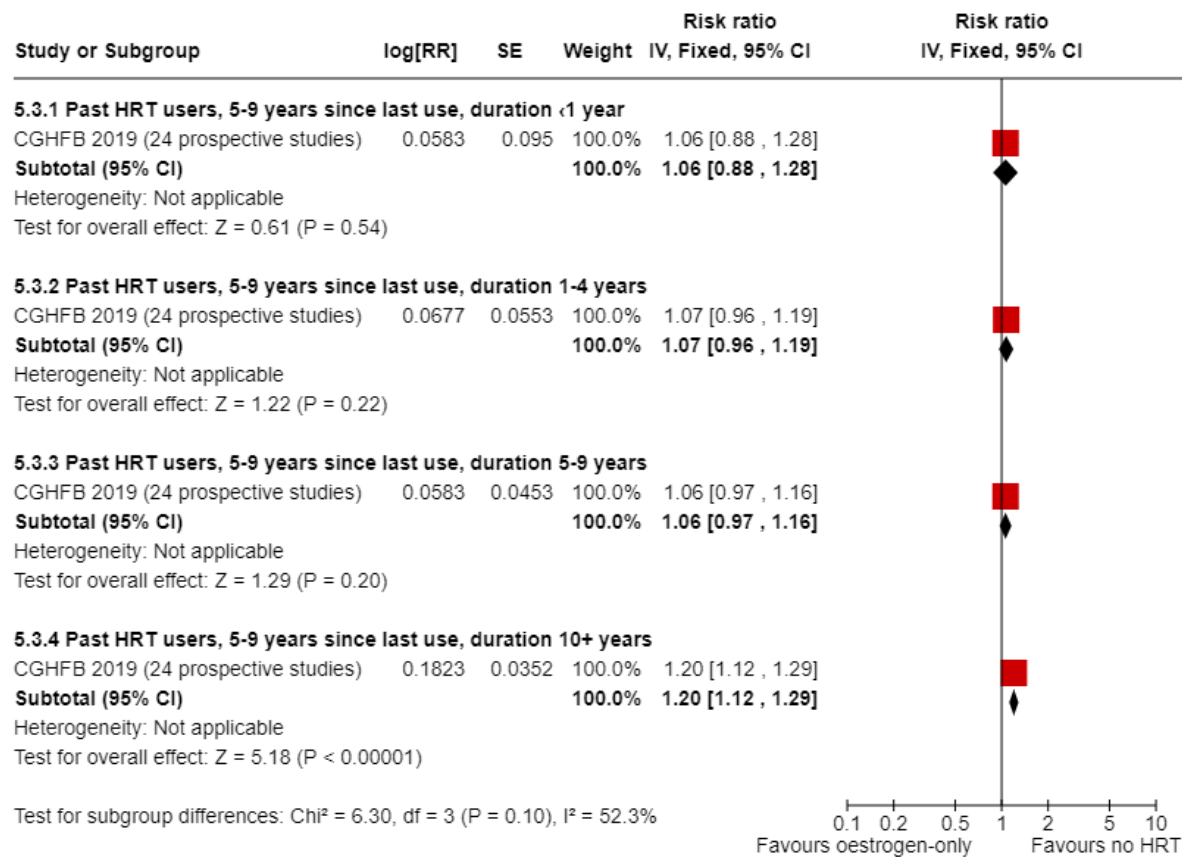 Risk ratio Risk ratio
Study or Subgroup log[RR] SE Weight IV, Fixed, 95% CI IV, Fixed, 95% CI
5.3.1 Past HRT users, 5-9 years since last use, duration <1 year
CGHFB 2019 (24 prospective studies) 0.0583 0.095 100.0% 1.06 [0.88 , 1.28]
Subtotal (95% CI) 100.0% 1.06 [0.88 , 1.28]
Heterogeneity: Not applicable
Test for overall effect: Z = 0.61 (P = 0.54)
5.3.2 Past HRT users, 5-9 years since last use, duration 1-4 years
CGHFB 2019 (24 prospective studies) 0.0677 0.0553 100.0% 1.07 [0.96 , 1.19]
Subtotal (95% CI) 100.0% 1.07 [0.96 , 1.19]
Heterogeneity: Not applicable
Test for overall effect: Z = 1.22 (P = 0.22)
5.3.3 Past HRT users, 5-9 years since last use, duration 5-9 years
CGHFB 2019 (24 prospective studies) 0.0583 0.0453 100.0% 1.06 [0.97 , 1.16]
Subtotal (95% CI) 100.0% 1.06 [0.97 , 1.16]
Heterogeneity: Not applicable
Test for overall effect: Z = 1.29 (P = 0.20)
5.3.4 Past HRT users, 5-9 years since last use, duration 10+ years
CGHFB 2019 (24 prospective studies) 0.1823 0.0352 100.0% 1.20 [1.12 , 1.29]
Subtotal (95% CI) 100.0% 1.20 [1.12 , 1.29]
Heterogeneity: Not applicable
Test for overall effect: Z = 5.18 (P < 0.00001)
Test for subgroup differences: Chi² = 6.30, df = 3 (P = 0.10), I² = 52.3%
0.1 0.2 0.5 1 2 5 10
Favours oestrogen-only Favours no HRT